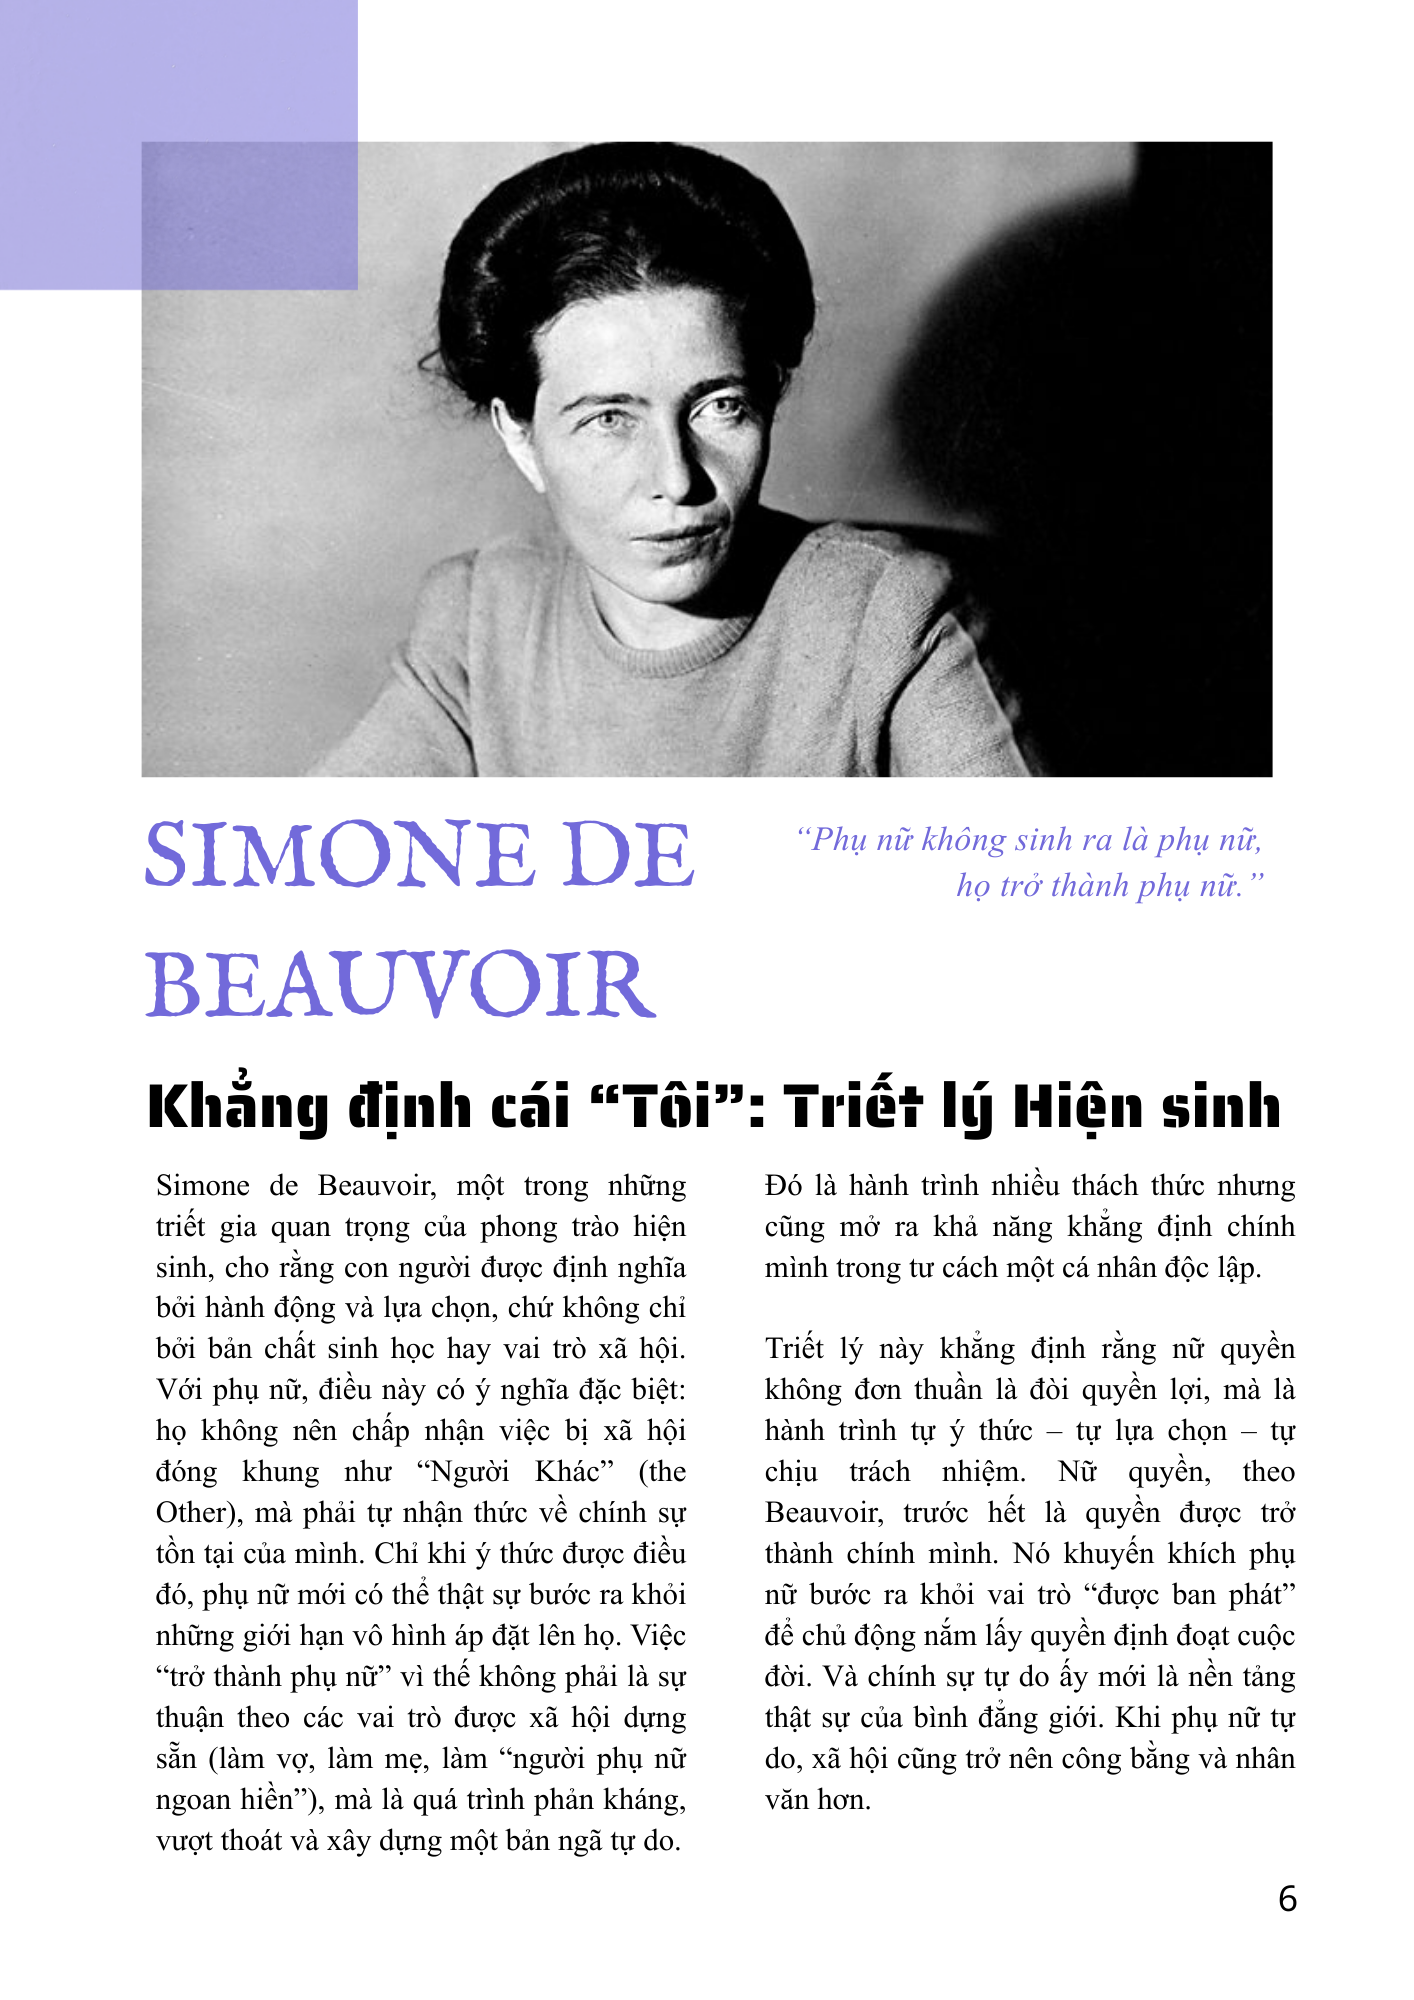 SIMONE DE
BEAUVOIR
“Phụ nữ không sinh ra là phụ nữ,
họ trở thành phụ nữ.”
Khẳng định cái “Tôi”: Triết lý Hiện sinh
Simone de Beauvoir, một trong những
triết gia quan trọng của phong trào hiện
sinh, cho rằng con người được định nghĩa
bởi hành động và lựa chọn, chứ không chỉ
bởi bản chất sinh học hay vai trò xã hội.
Với phụ nữ, điều này có ý nghĩa đặc biệt:
họ không nên chấp nhận việc bị xã hội
đóng khung như “Người Khác” (the
Other), mà phải tự nhận thức về chính sự
tồn tại của mình. Chỉ khi ý thức được điều
đó, phụ nữ mới có thể thật sự bước ra khỏi
những giới hạn vô hình áp đặt lên họ. Việc
“trở thành phụ nữ” vì thế không phải là sự
thuận theo các vai trò được xã hội dựng
sẵn (làm vợ, làm mẹ, làm “người phụ nữ
ngoan hiền”), mà là quá trình phản kháng,
vượt thoát và xây dựng một bản ngã tự do.
Đó là hành trình nhiều thách thức nhưng
cũng mở ra khả năng khẳng định chính
mình trong tư cách một cá nhân độc lập.
Triết lý này khẳng định rằng nữ quyền
không đơn thuần là đòi quyền lợi, mà là
hành trình tự ý thức – tự lựa chọn – tự
chịu trách nhiệm. Nữ quyền, theo
Beauvoir, trước hết là quyền được trở
thành chính mình. Nó khuyến khích phụ
nữ bước ra khỏi vai trò “được ban phát”
để chủ động nắm lấy quyền định đoạt cuộc
đời. Và chính sự tự do ấy mới là nền tảng
thật sự của bình đẳng giới. Khi phụ nữ tự
do, xã hội cũng trở nên công bằng và nhân
văn hơn.
6